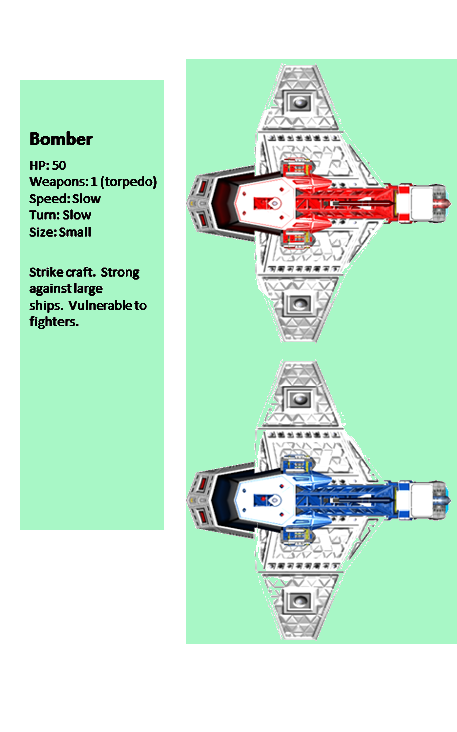 Bomber
HP: 50
Weapons: 1 (torpedo)
Speed: Slow
Turn: Slow
Size: Small
Strike craft.  Strong
against large
ships.  Vulnerable to
fighters.